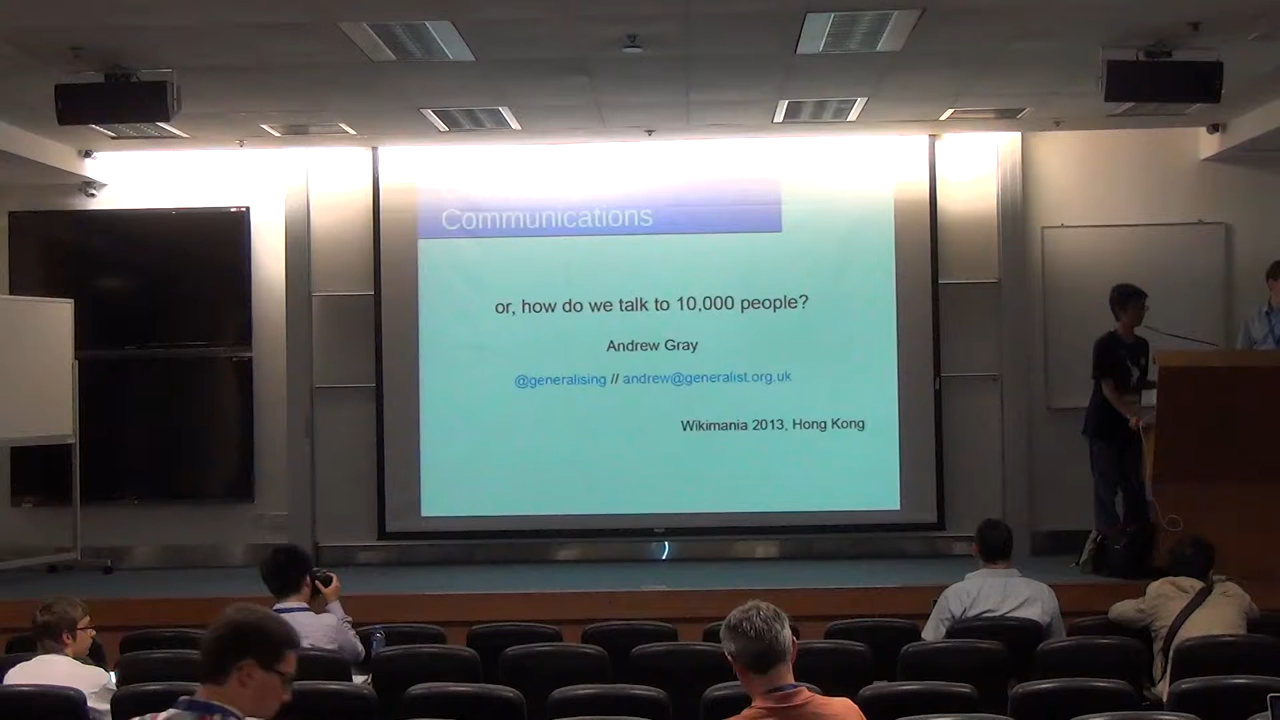 Communications
or, how do we talk to 10,000 people?
Andrew Gray
@generalising // andrew@generalist.org.uk
Wikimania 2013, Hong Kong